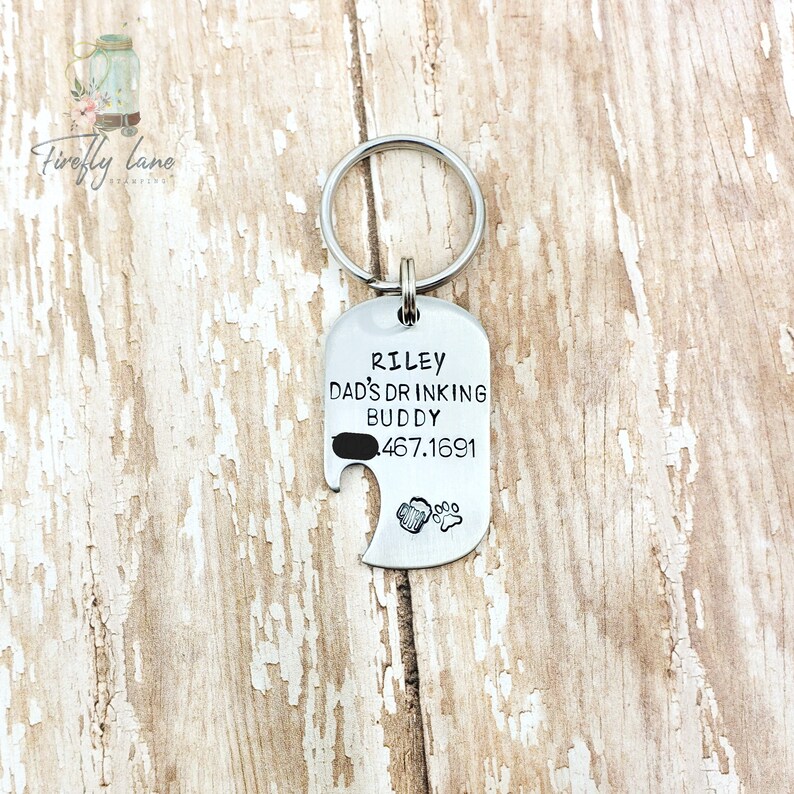 Firefly Lane
STAMPING
RILEY
DAD'S DRINKING
BUDDY
.467.1691